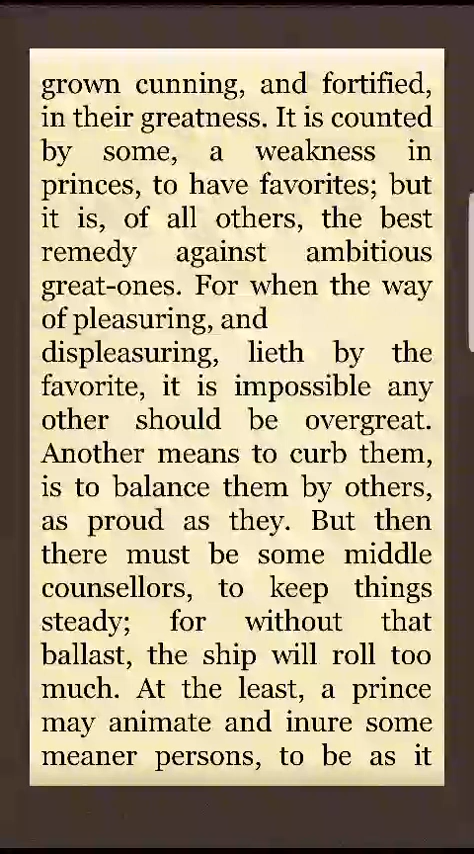 grown cunning, and fortified,
in their greatness. It is counted
by some, a weakness in
princes, to have favorites; but
it is, of all others, the best
remedy against ambitious
great-ones. For when the way
of pleasuring, and
displeasuring, lieth by the
favorite, it is impossible any
other should be overgreat.
Another means to curb them,
is to balance them by others,
as proud as they. But then
there must be some middle
counsellors, to keep things
steady; for without that
ballast, the ship will roll too
much. At the least, a prince
may animate and inure some
meaner persons, to be as it